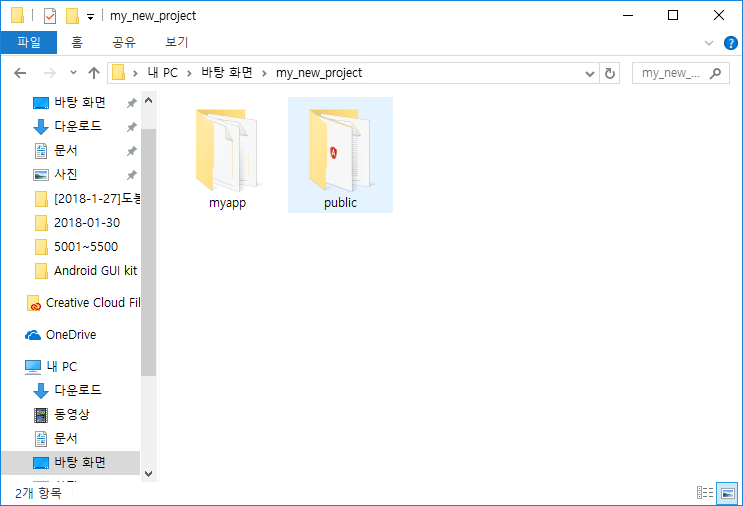 my_new_project
파일 홈 공유 보기
내 PC 바탕 화면 my_new_project my_new_...
바탕 화면
다운로드
문서
사진
[2018-1-27]도봉
2018-01-30
5001~5500
Android GUI kit
Creative Cloud Fil
OneDrive
내 PC
다운로드
동영상
문서
바탕 화면
myapp public
2개 항목